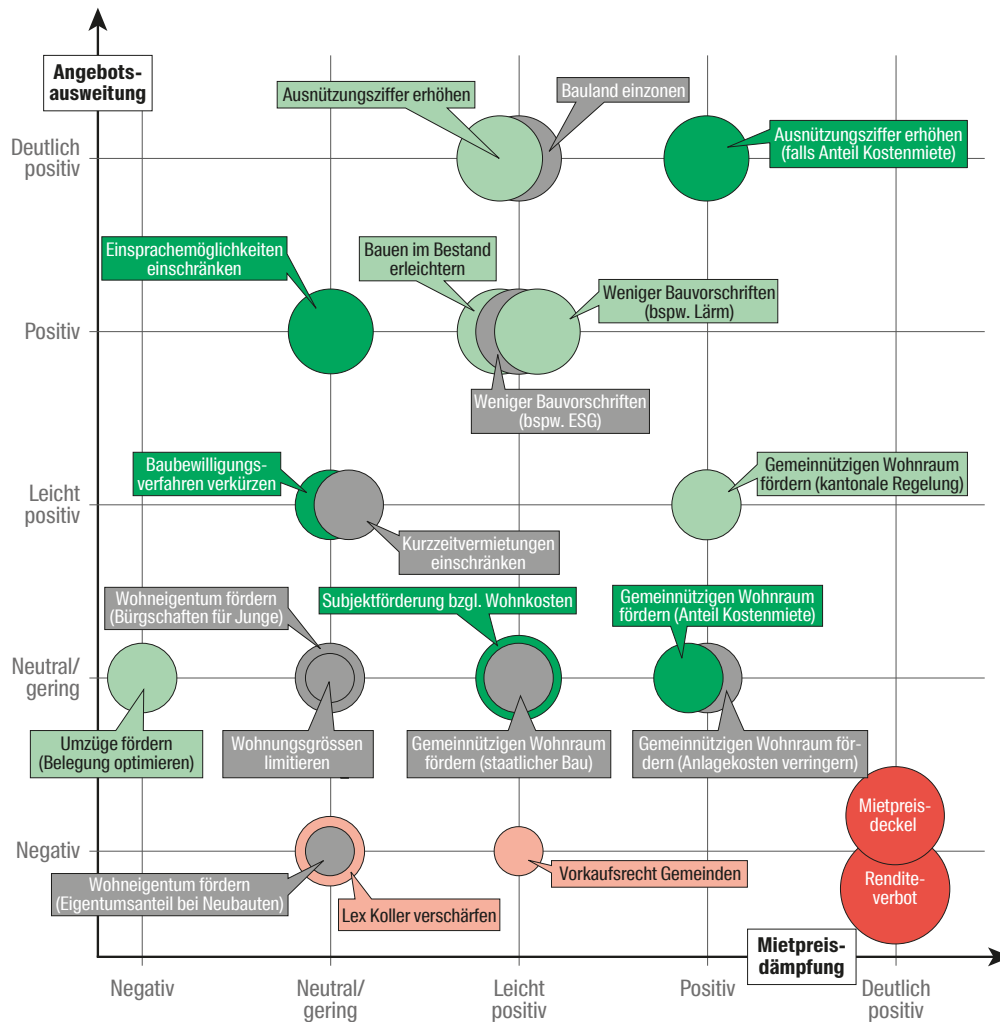 Angebots-
ausweitung
Ausnützungsziffer erhöhen
Bauland einzonen
Deutlich
positiv
Ausnützungsziffer erhöhen
(falls Anteil Kostenmiete)
Einsprachemöglichkeiten
einschränken
Bauen im Bestand
erleichtern
Weniger Bauvorschriften
(bspw. Lärm)
Positiv
Weniger Bauvorschriften
(bspw. ESG)
Baubewilligungs-
verfahren verkürzen
Gemeinnützigen Wohnraum
fördern (kantonale Regelung)
Leicht
positiv
Kurzzeitvermietungen
einschränken
Wohneigentum fördern
(Bürgschaften für Junge)
Subjektförderung bzgl. Wohnkosten
Gemeinnützigen Wohnraum
fördern (Anteil Kostenmiete)
Neutral/
gering
Umzüge fördern
(Belegung optimieren)
Wohnungsgrössen
limitieren
Gemeinnützigen Wohnraum
fördern (staatlicher Bau)
Gemeinnützigen Wohnraum för-
dern (Anlagekosten verringern)
Mietpreis-
deckel
Negativ
Wohneigentum fördern
(Eigentumsanteil bei Neubauten)
Lex Koller verschärfen
Vorkaufsrecht Gemeinden
Rendite-
verbot
Mietpreis-
dämpfung
Negativ
Neutral/
gering
Leicht
positiv
Positiv
Deutlich
positiv